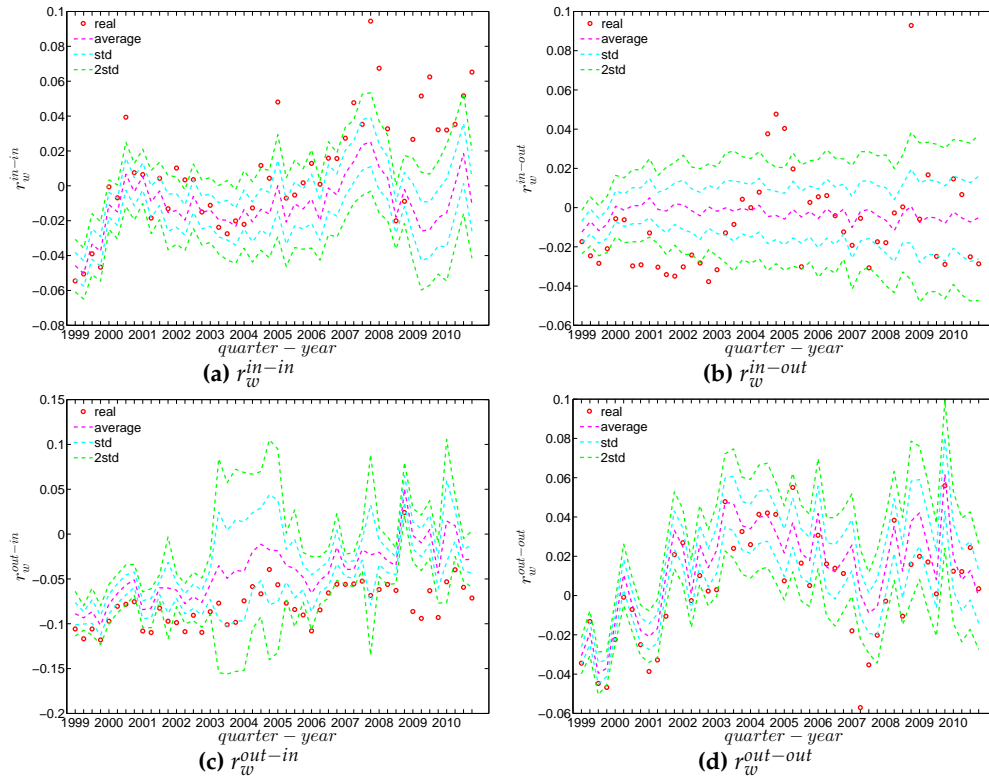 0.1
0.08
0.06
0.04
0.02
0
−0.02
−0.04
−0.06
−0.08
r_w^{in−in}
real
average
std
2std
1999 2000 2001 2002 2003 2004 2005 2006 2007 2008 2009 2010
quarter − year
(a) r_w^{in−in}
0.1
0.08
0.06
0.04
0.02
0
−0.02
−0.04
−0.06
r_w^{in−out}
real
average
std
2std
1999 2000 2001 2002 2003 2004 2005 2006 2007 2008 2009 2010
quarter − year
(b) r_w^{in−out}
0.15
0.1
0.05
0
−0.05
−0.1
−0.15
−0.2
r_w^{out−in}
real
average
std
2std
1999 2000 2001 2002 2003 2004 2005 2006 2007 2008 2009 2010
quarter − year
(c) r_w^{out−in}
0.1
0.08
0.06
0.04
0.02
0
−0.02
−0.04
−0.06
r_w^{out−out}
real
average
std
2std
1999 2000 2001 2002 2003 2004 2005 2006 2007 2008 2009 2010
quarter − year
(d) r_w^{out−out}